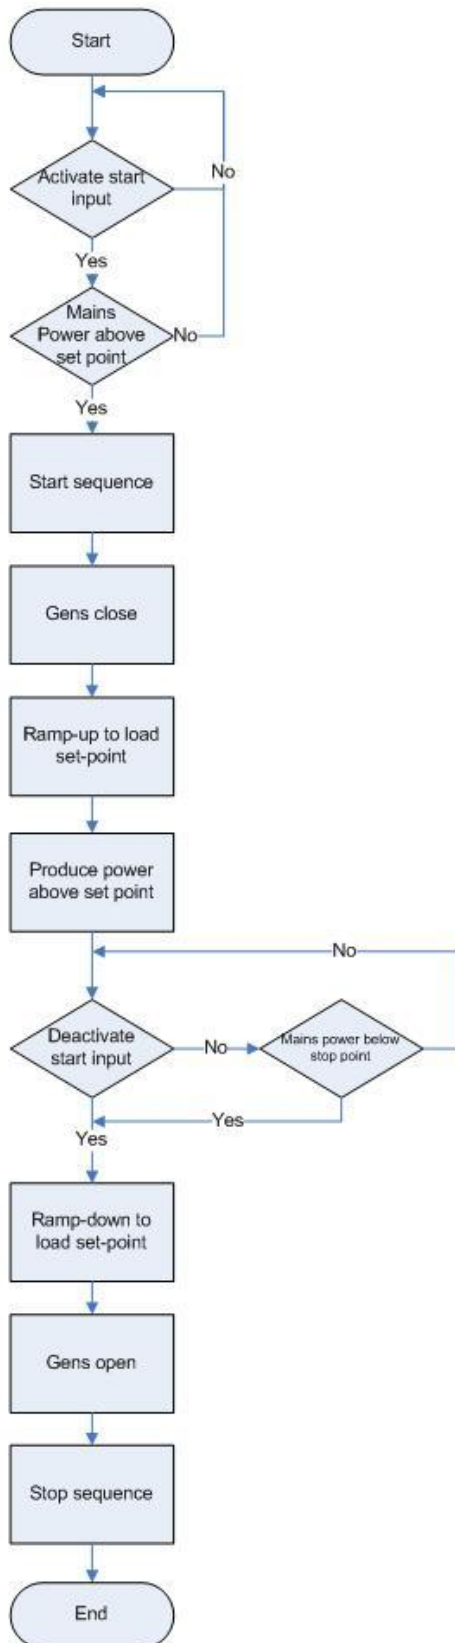 Start
No
Activate start
input
Yes
Mains
Power above
set point
No
Yes
Start sequence
Gens close
Ramp-up to load
set-point
Produce power
above set point
No
Deactivate
start input
No
Mains power below
stop point
Yes
Yes
Ramp-down to
load set-point
Gens open
Stop sequence
End